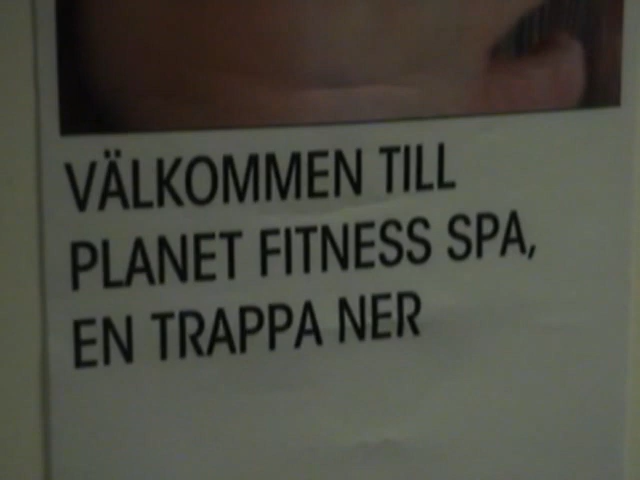 VÄLKOMMEN TILL
PLANET FITNESS SPA,
EN TRAPPA NER